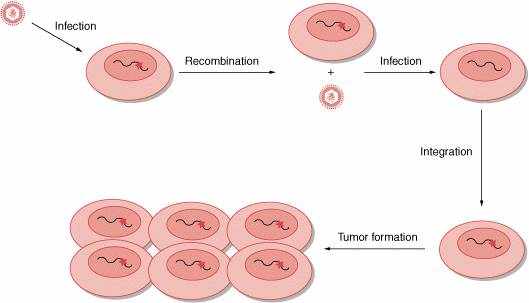 Infection
Recombination
+
Infection
Integration
Tumor formation